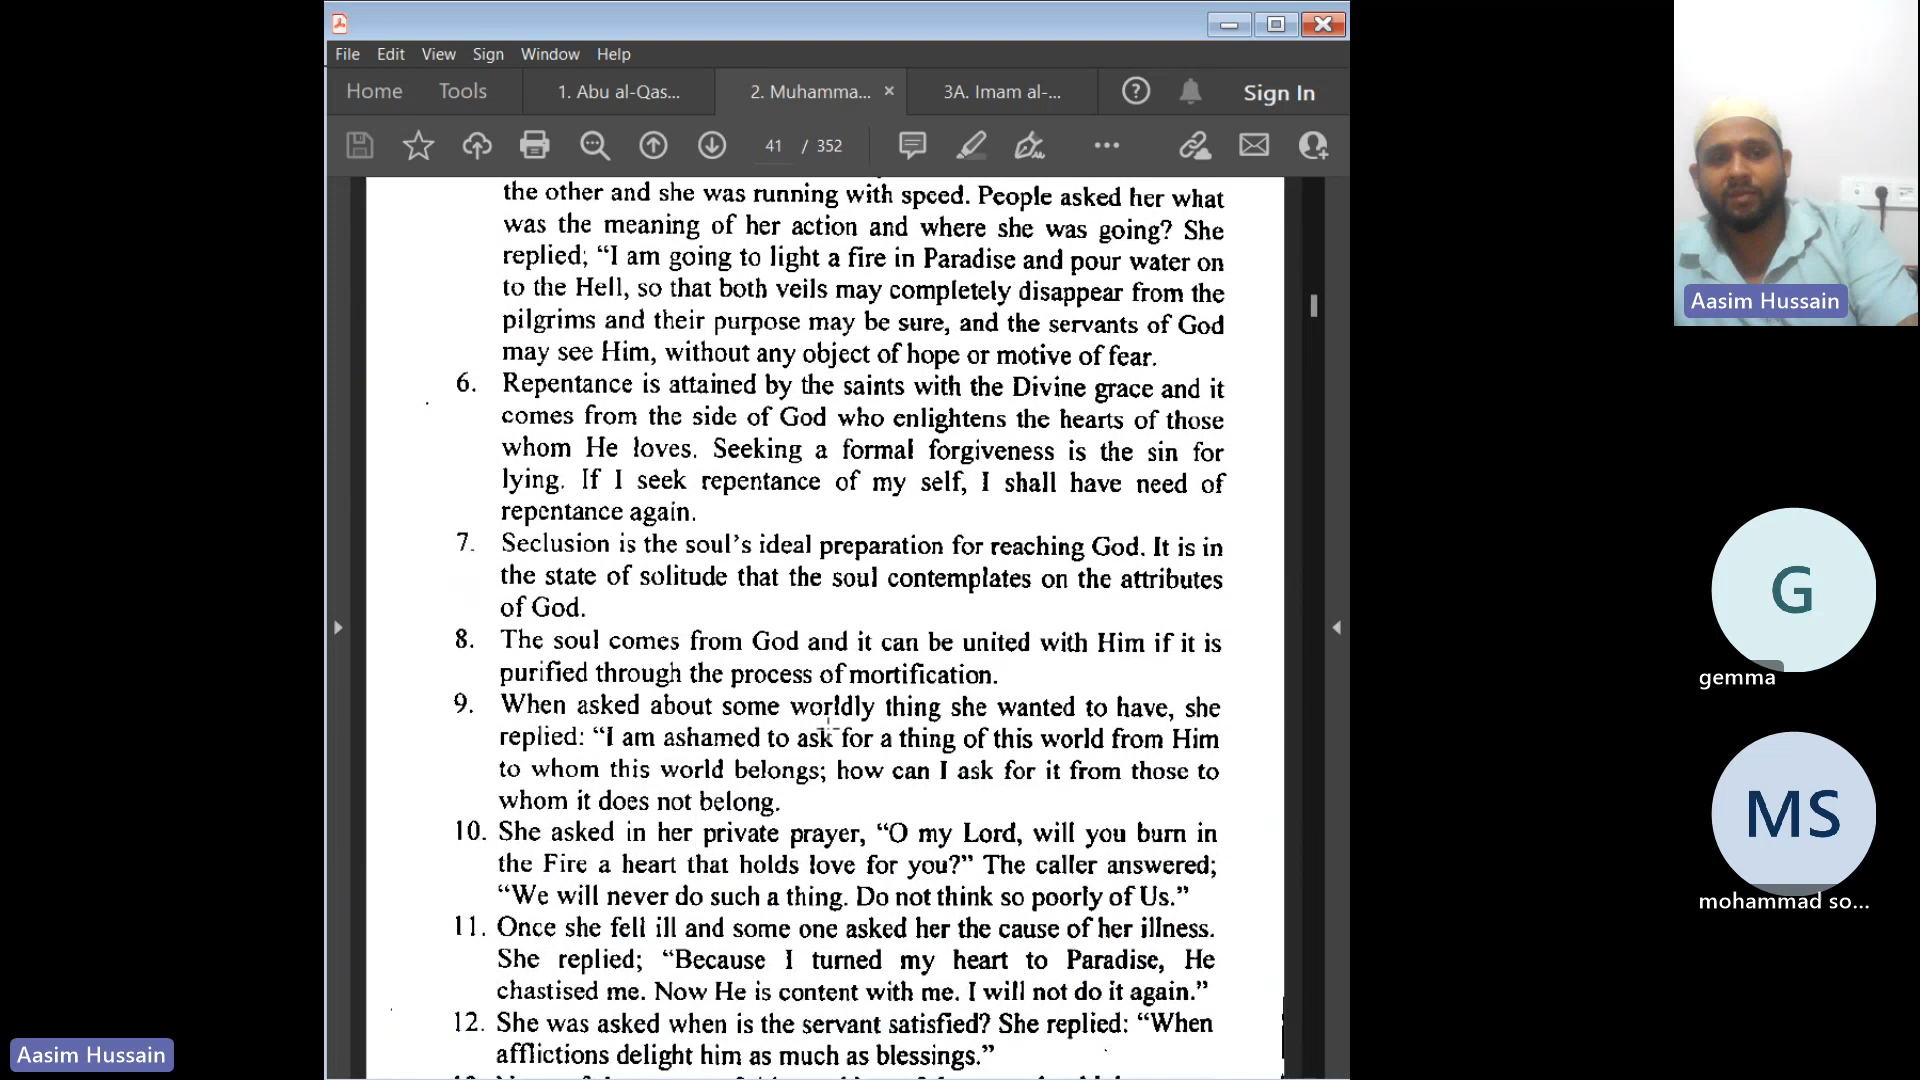 File Edit View Sign Window Help
Home Tools 1. Abu al-Qas... 2. Muhamma... × 3A. Imam al-... ? Sign In
41 / 352
the other and she was running with speed. People asked her what
was the meaning of her action and where she was going? She
replied; “I am going to light a fire in Paradise and pour water on
to the Hell, so that both veils may completely disappear from the
pilgrims and their purpose may be sure, and the servants of God
may see Him, without any object of hope or motive of fear.
6. Repentance is attained by the saints with the Divine grace and it
comes from the side of God who enlightens the hearts of those
whom He loves. Seeking a formal forgiveness is the sin for
lying. If I seek repentance of my self, I shall have need of
repentance again.
7. Seclusion is the soul’s ideal preparation for reaching God. It is in
the state of solitude that the soul contemplates on the attributes
of God.
8. The soul comes from God and it can be united with Him if it is
purified through the process of mortification.
9. When asked about some worldly thing she wanted to have, she
replied: “I am ashamed to ask for a thing of this world from Him
to whom this world belongs; how can I ask for it from those to
whom it does not belong.
10. She asked in her private prayer, “O my Lord, will you burn in
the Fire a heart that holds love for you?” The caller answered;
“We will never do such a thing. Do not think so poorly of Us.”
11. Once she fell ill and some one asked her the cause of her illness.
She replied; “Because I turned my heart to Paradise, He
chastised me. Now He is content with me. I will not do it again.”
12. She was asked when is the servant satisfied? She replied: “When
afflictions delight him as much as blessings.”
Aasim Hussain
G
gemma
MS
mohammad so...
Aasim Hussain